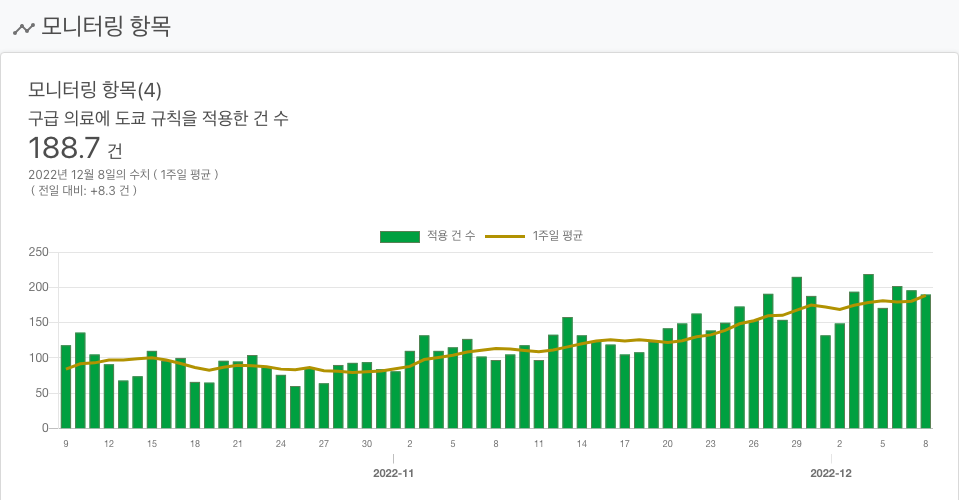 모니터링 항목
모니터링 항목(4)
구급 의료에 도쿄 규칙을 적용한 건 수
188.7 건
2022년 12월 8일의 수치 ( 1주일 평균 )
( 전일 대비: +8.3 건 )
적용 건 수 1주일 평균
250
200
150
100
50
0
9 12 15 18 21 24 27 30 2 5 8 11 14 17 20 23 26 29 2 5 8
2022-11 2022-12